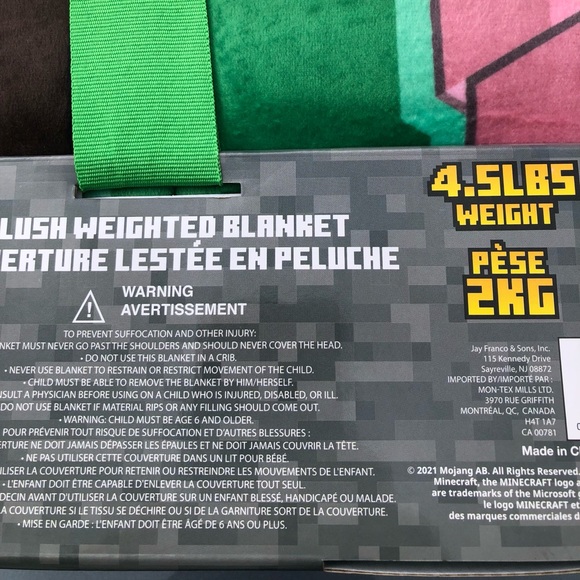 LUSH WEIGHTED BLANKET
ERTURE LESTÉE EN PELUCHE
4.5LBS
WEIGHT
PÈSE
2KG
WARNING
AVERTISSEMENT
TO PREVENT SUFFOCATION AND OTHER INJURY:
NKET MUST NEVER GO PAST THE SHOULDERS AND SHOULD NEVER COVER THE HEAD.
• DO NOT USE THIS BLANKET IN A CRIB.
• NEVER USE BLANKET TO RESTRAIN OR RESTRICT MOVEMENT OF THE CHILD.
• CHILD MUST BE ABLE TO REMOVE THE BLANKET BY HIM/HERSELF.
SULT A PHYSICIAN BEFORE USING ON A CHILD WHO IS INJURED, DISABLED, OR ILL.
DO NOT USE BLANKET IF MATERIAL RIPS OR ANY FILLING SHOULD COME OUT.
• WARNING: CHILD MUST BE AGE 6 AND OLDER.
POUR PRÉVENIR TOUT RISQUE DE SUFFOCATION ET D'AUTRES BLESSURES :
ERTURE NE DOIT JAMAIS DÉPASSER LES ÉPAULES ET NE DOIT JAMAIS COUVRIR LA TÊTE.
• NE PAS UTILISER CETTE COUVERTURE DANS UN LIT POUR BÉBÉ.
ILISER LA COUVERTURE POUR RETENIR OU RESTREINDRE LES MOUVEMENTS DE L'ENFANT.
• L'ENFANT DOIT ÊTRE CAPABLE D'ENLEVER LA COUVERTURE TOUT SEUL.
DECIN AVANT D'UTILISER LA COUVERTURE SUR UN ENFANT BLESSÉ, HANDICAPÉ OU MALADE.
LA COUVERTURE SI LE TISSU SE DÉCHIRE OU SI DE LA GARNITURE SORT DE LA COUVERTURE.
• MISE EN GARDE : L'ENFANT DOIT ÊTRE ÂGÉ DE 6 ANS OU PLUS.
Jay Franco & Sons, Inc.
115 Kennedy Drive
Sayreville, NJ 08872
IMPORTED BY/IMPORTÉ PAR :
MON-TEX MILLS LTD.
3970 RUE GRIFFITH
MONTRÉAL, QC, CANADA
H4T 1A7
CA 00781
Made in C
© 2021 Mojang AB. All Rights Reserved.
Minecraft, the MINECRAFT logo a
are trademarks of the Microsoft g
le logo MINECRAFT et
des marques commerciales d